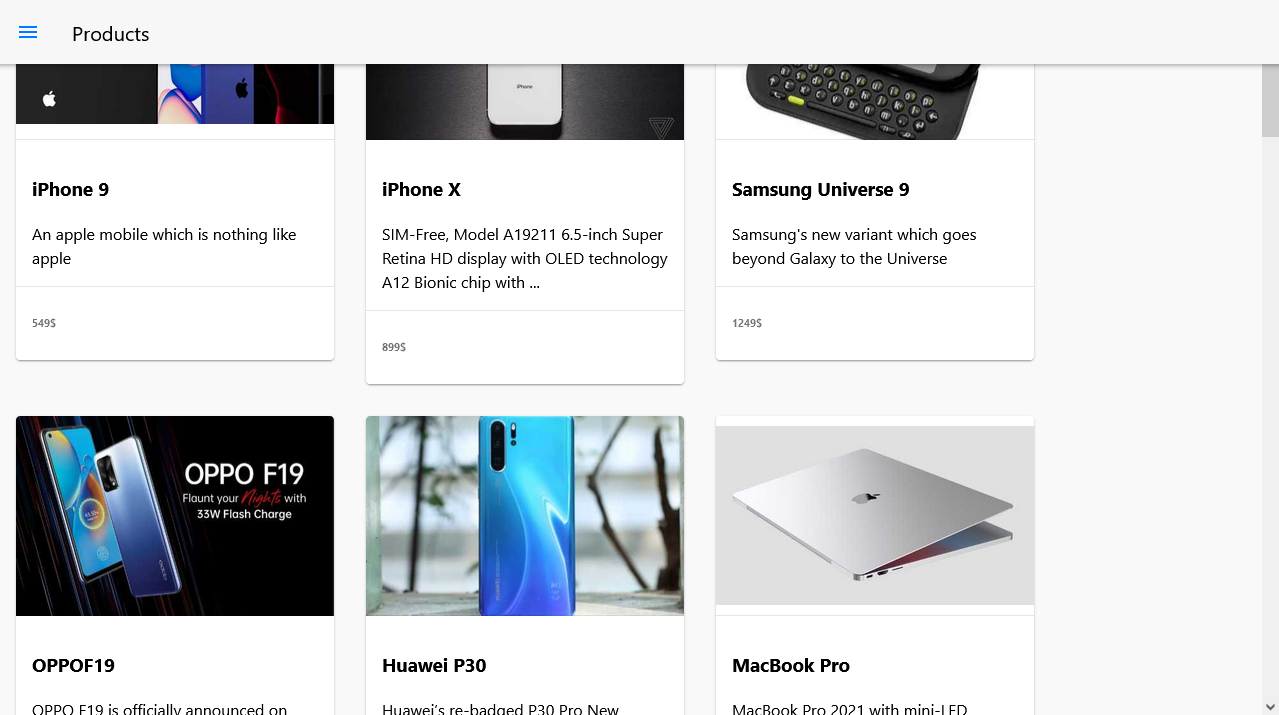 Products
iPhone
iPhone 9
An apple mobile which is nothing like
apple
549$
iPhone X
SIM-Free, Model A19211 6.5-inch Super
Retina HD display with OLED technology
A12 Bionic chip with ...
899$
Samsung Universe 9
Samsung's new variant which goes
beyond Galaxy to the Universe
1249$
OPPO F19
Flaunt your Nights with
33W Flash Charge
OPPOF19
OPPO F19 is officially announced on
Huawei P30
Huawei's re-badged P30 Pro New
MacBook Pro
MacBook Pro 2021 with mini-LED